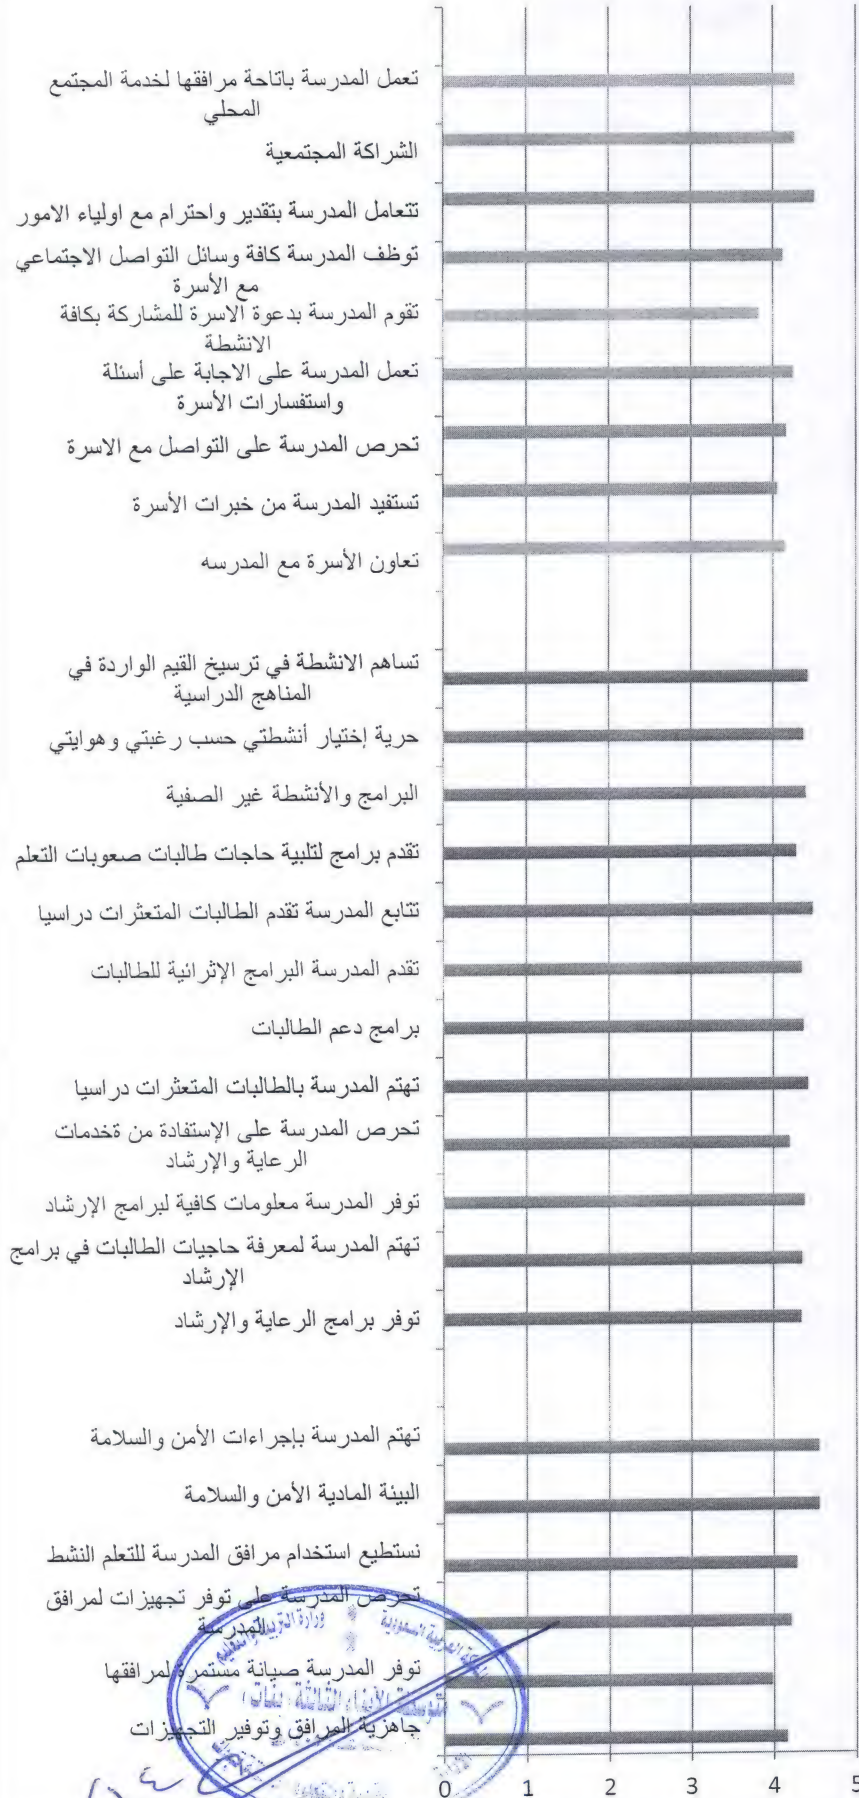 تعمل المدرسة باتاحة مرافقها لخدمة المجتمع
المحلي
الشراكة المجتمعية
تتعامل المدرسة بتقدير واحترام مع اولياء الامور
توظف المدرسة كافة وسائل التواصل الاجتماعي
مع الأسرة
تقوم المدرسة بدعوة الاسرة للمشاركة بكافة
الانشطة
تعمل المدرسة على الاجابة على أسئلة
واستفسارات الأسرة
تحرص المدرسة على التواصل مع الاسرة
تستفيد المدرسة من خبرات الأسرة
تعاون الأسرة مع المدرسه
تساهم الانشطة في ترسيخ القيم الواردة في
المناهج الدراسية
حرية إختيار أنشطتي حسب رغبتي وهوايتي
البرامج والأنشطة غير الصفية
تقدم برامج لتلبية حاجات طالبات صعوبات التعلم
تتابع المدرسة تقدم الطالبات المتعثرات دراسيا
تقدم المدرسة البرامج الإثرائية للطالبات
برامج دعم الطالبات
تهتم المدرسة بالطالبات المتعثرات دراسيا
تحرص المدرسة على الإستفادة من ةخدمات
الرعاية والإرشاد
توفر المدرسة معلومات كافية لبرامج الإرشاد
تهتم المدرسة لمعرفة حاجيات الطالبات في برامج
الإرشاد
توفر برامج الرعاية والإرشاد
تهتم المدرسة بإجراءات الأمن والسلامة
البيئة المادية الأمن والسلامة
نستطيع استخدام مرافق المدرسة للتعلم النشط
تحرص المدرسة على توفر تجهيزات لمرافق
المدرسة
توفر المدرسة صيانة مستمرة لمرافقها
جاهزية المرافق وتوفير التجهيزات
0 1 2 3 4 5
المملكة العربية السعودية
وزارة التربية والتعليم